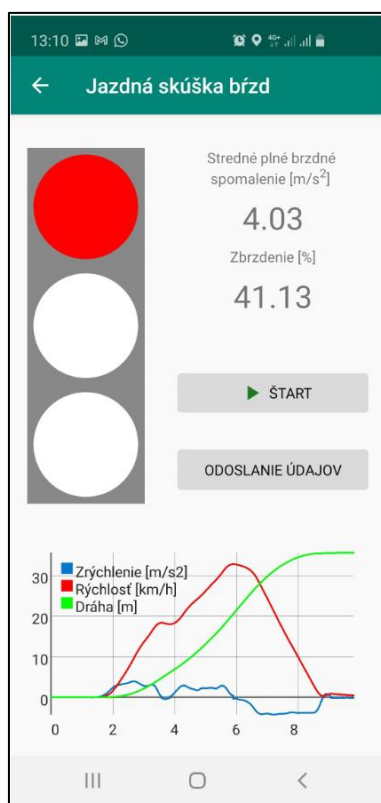 13:10
4G+
Jazdná skúška bŕzd
Stredné plné brzdné
spomalenie [m/s2]
4.03
Zbrzdenie [%]
41.13
ŠTART
ODOSLANIE ÚDAJOV
Zrýchlenie [m/s2]
Rýchlosť [km/h]
Dráha [m]
30
20
10
0
0 2 4 6 8